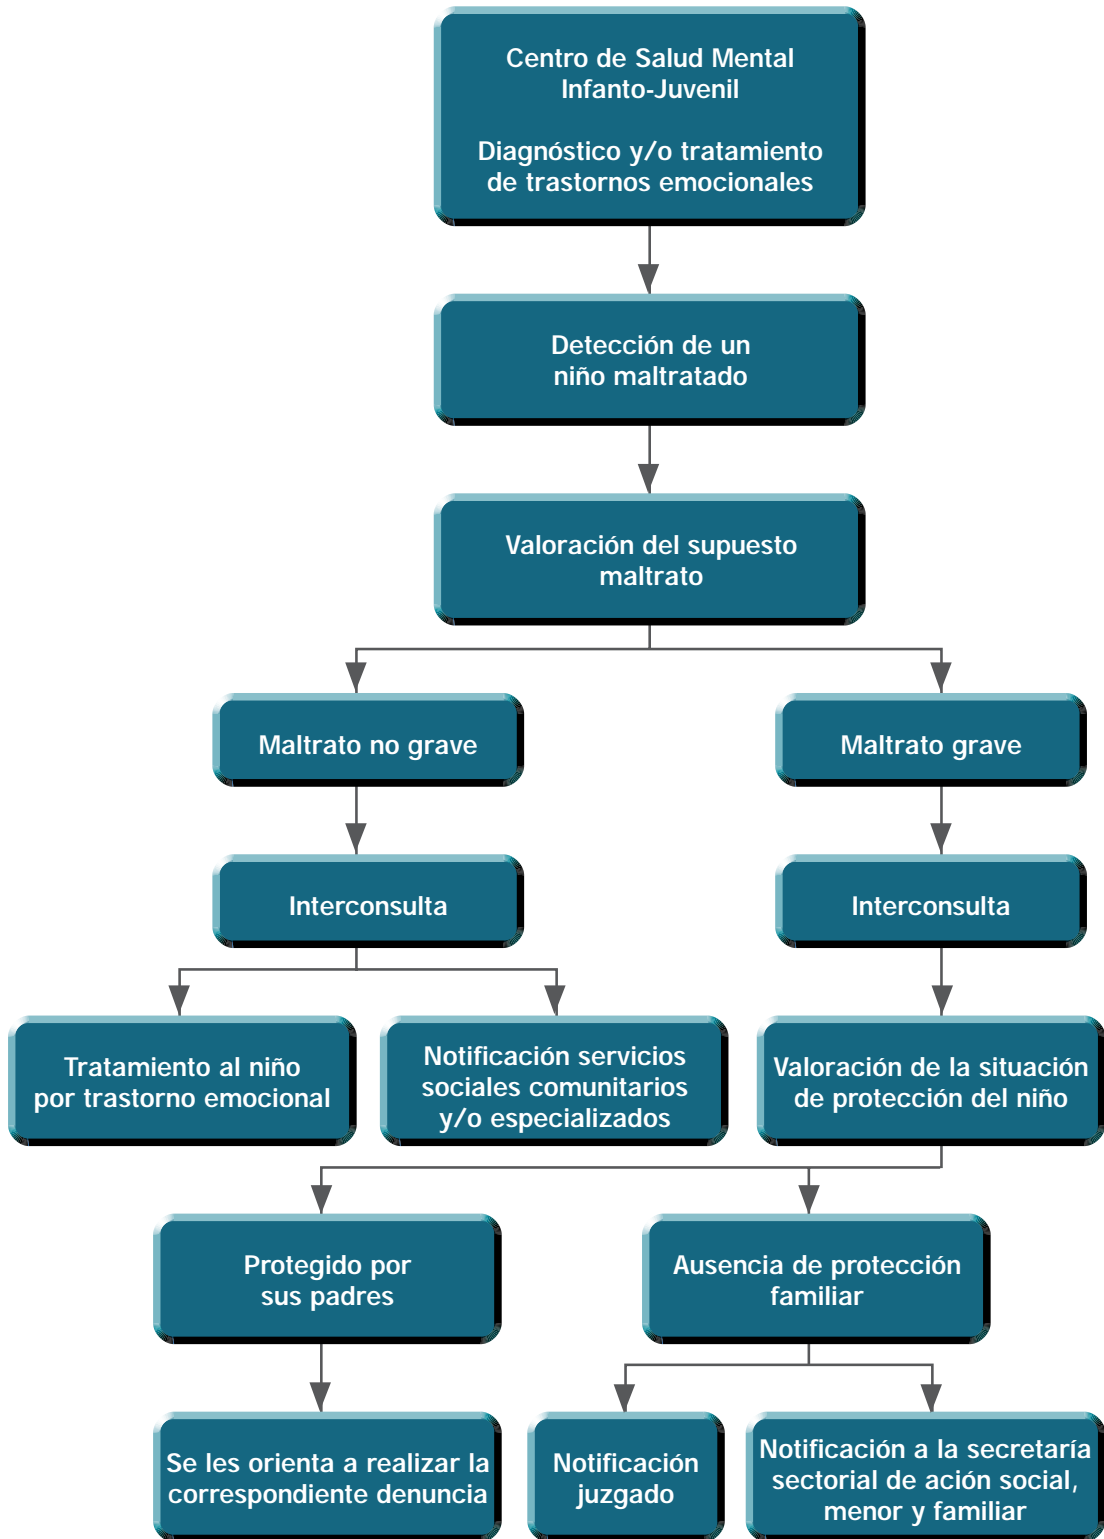 Centro de Salud Mental
Infanto-Juvenil
Diagnóstico y/o tratamiento
de trastornos emocionales
Detección de un
niño maltratado
Valoración del supuesto
maltrato
Maltrato no grave
Maltrato grave
Interconsulta
Interconsulta
Tratamiento al niño
por trastorno emocional
Notificación servicios
sociales comunitarios
y/o especializados
Valoración de la situación
de protección del niño
Protegido por
sus padres
Ausencia de protección
familiar
Se les orienta a realizar la
correspondiente denuncia
Notificación
juzgado
Notificación a la secretaría
sectorial de ación social,
menor y familiar